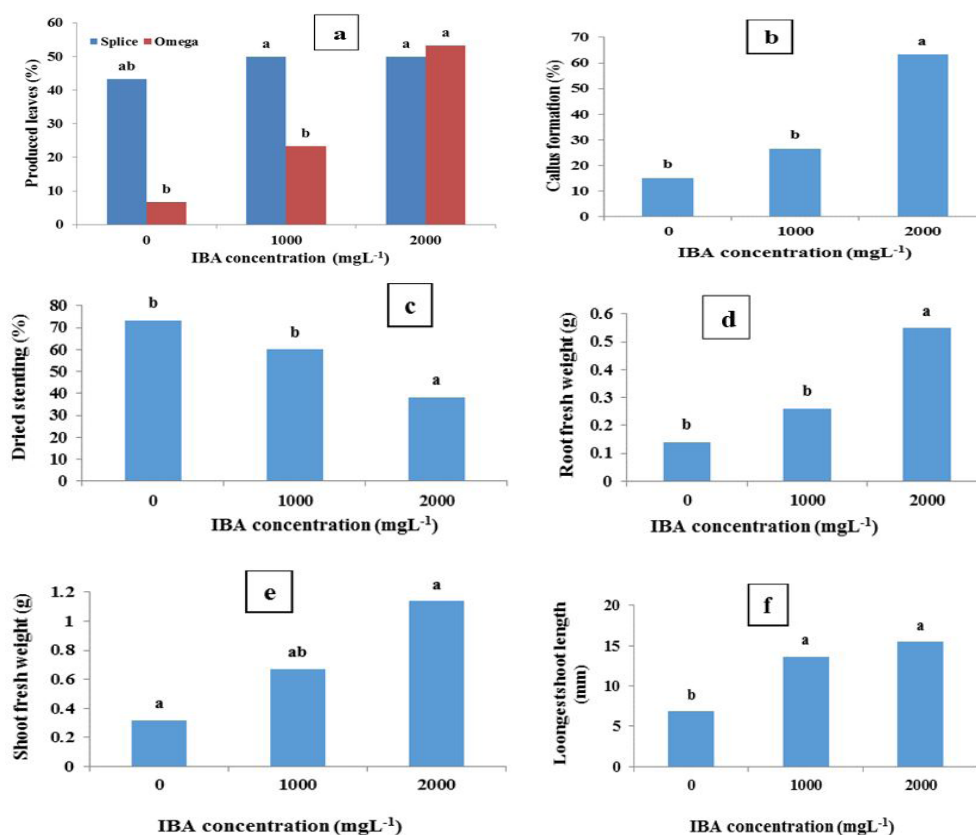 a
Splice Omega
Produced leaves (%)
60
50
40
30
20
10
0
ab
b
a
b
a
a
0 1000 2000
IBA concentration (mgL-1)
b
Callus formation (%)
70
60
50
40
30
20
10
0
b
b
a
0 1000 2000
IBA concentration (mgL-1)
c
Dried stenting (%)
80
70
60
50
40
30
20
10
0
b
b
a
0 1000 2000
IBA concentration (mgL-1)
d
Root fresh weight (g)
0.6
0.5
0.4
0.3
0.2
0.1
0
b
b
a
0 1000 2000
IBA concentration (mgL-1)
e
Shoot fresh weight (g)
1.2
1
0.8
0.6
0.4
0.2
0
a
ab
a
0 1000 2000
IBA concentration (mgL-1)
f
Loongestshoot length
(mm)
20
15
10
5
0
b
a
a
0 1000 2000
IBA concentration (mgL-1)